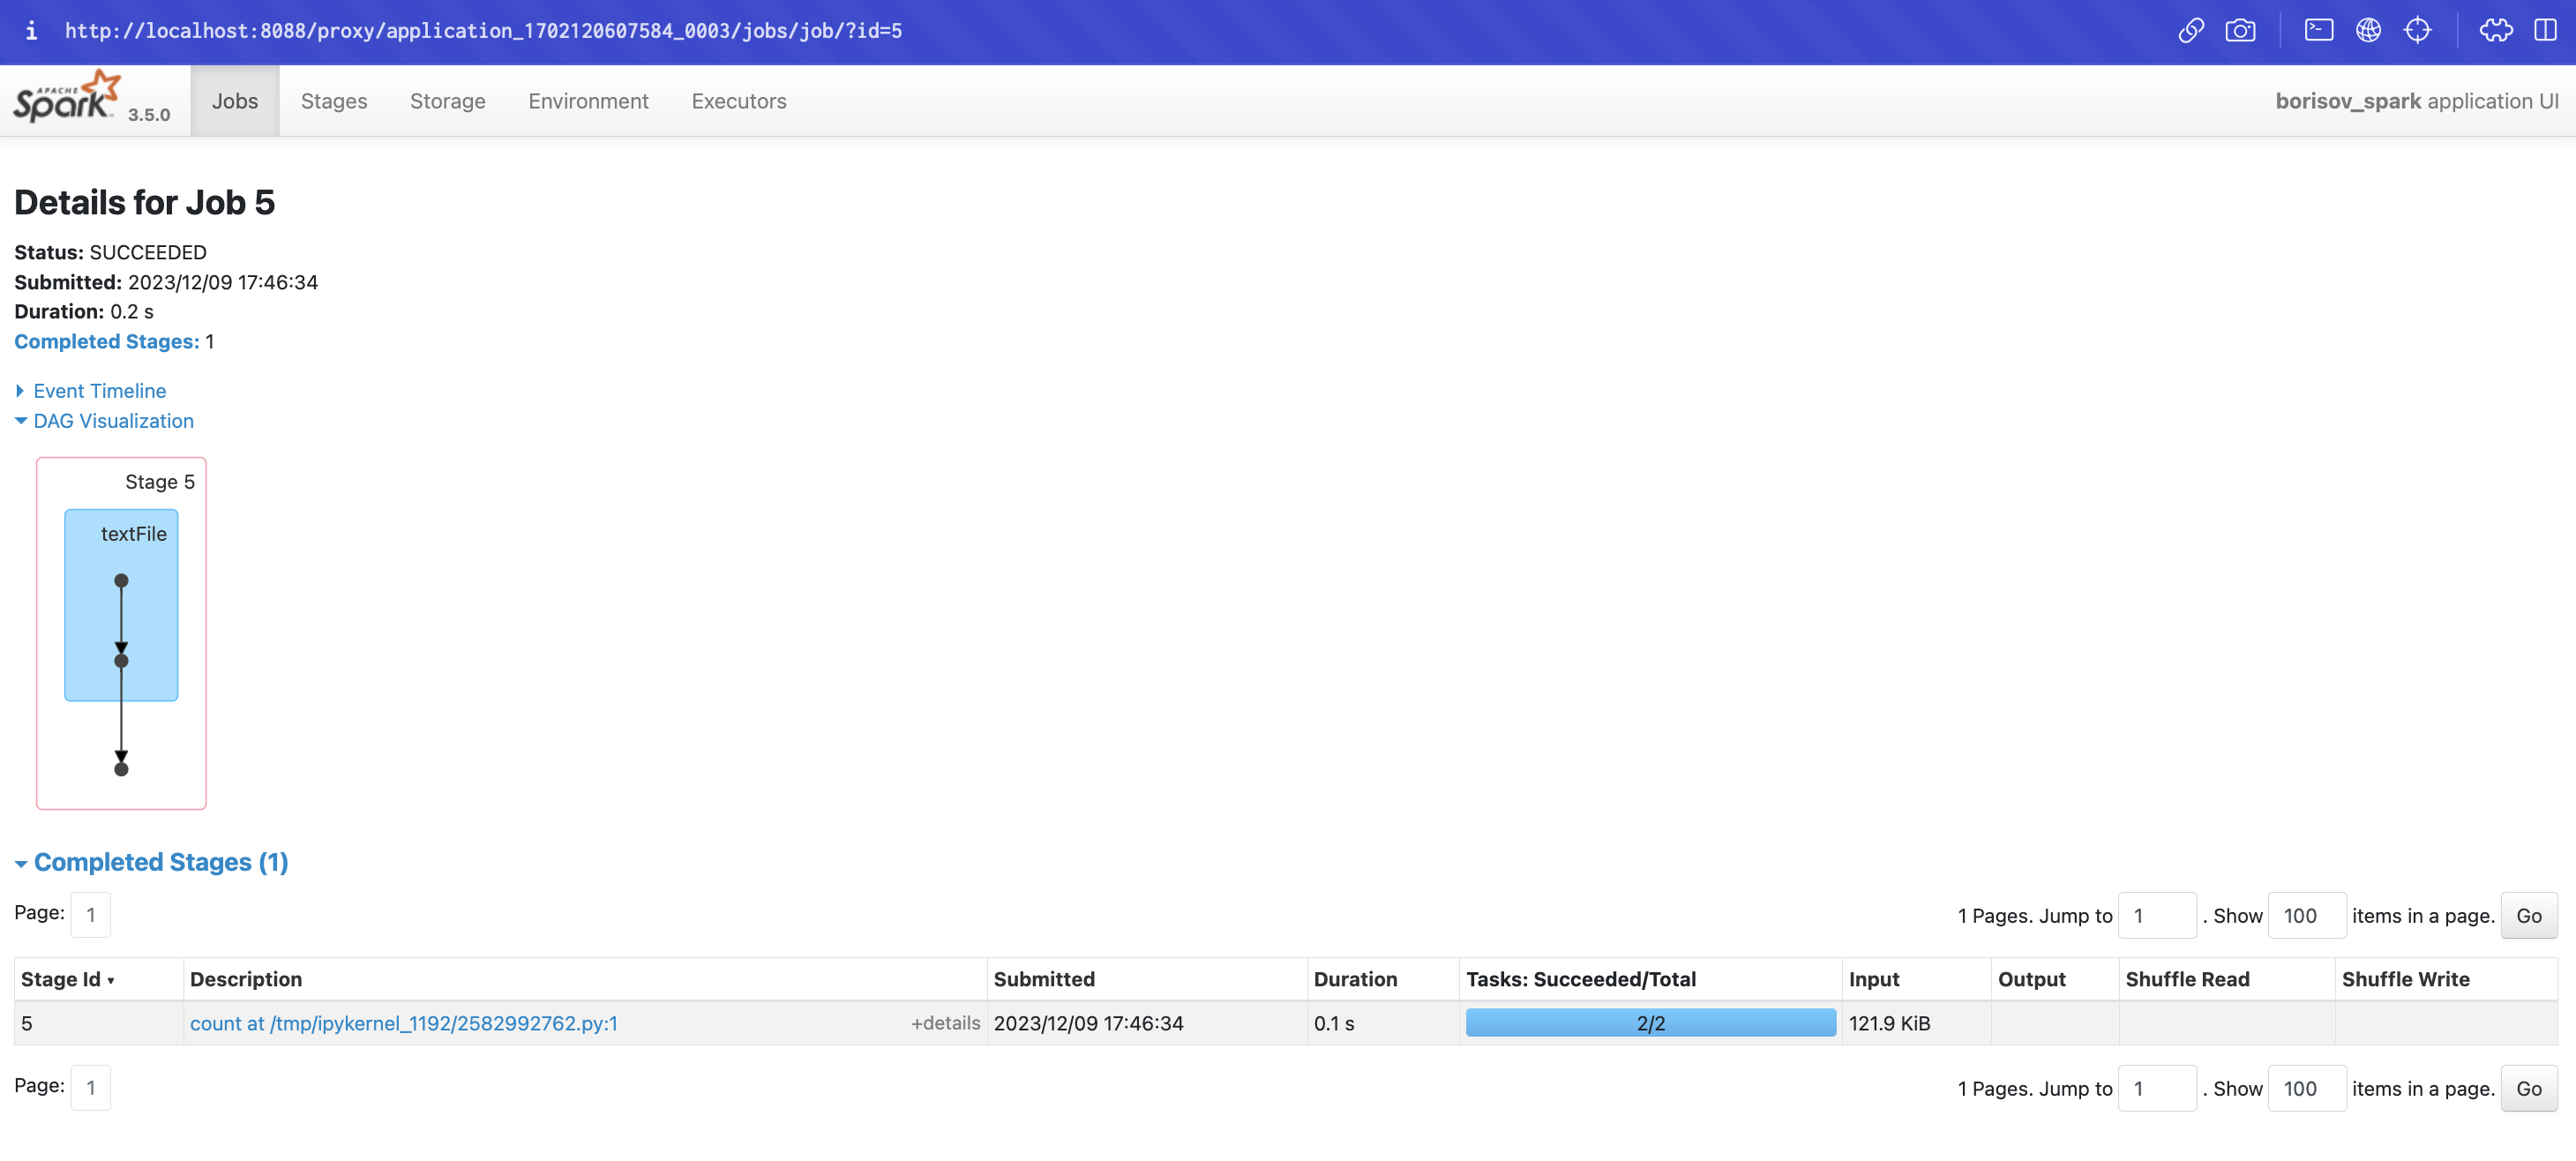 http://localhost:8088/proxy/application_1702120607584_0003/jobs/job/?id=5
APACHE Spark 3.5.0 Jobs Stages Storage Environment Executors borisov_spark application UI
Details for Job 5
Status: SUCCEEDED
Submitted: 2023/12/09 17:46:34
Duration: 0.2 s
Completed Stages: 1
Event Timeline
DAG Visualization
Stage 5
textFile
Completed Stages (1)
Page: 1 1 Pages. Jump to 1 . Show 100 items in a page. Go
Stage Id Description Submitted Duration Tasks: Succeeded/Total Input Output Shuffle Read Shuffle Write
5 count at /tmp/ipykernel_1192/2582992762.py:1 +details 2023/12/09 17:46:34 0.1 s 2/2 121.9 KiB
Page: 1 1 Pages. Jump to 1 . Show 100 items in a page. Go